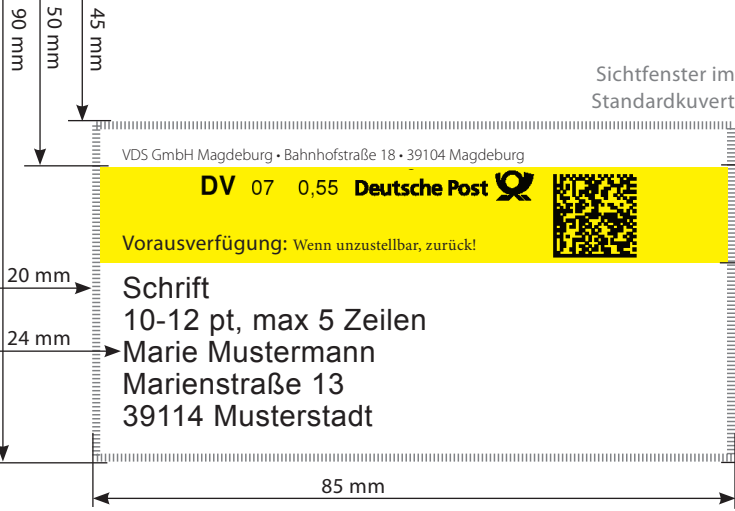 90 mm
50 mm
45 mm
Sichtfenster im
Standardkuvert
VDS GmbH Magdeburg • Bahnhofstraße 18 • 39104 Magdeburg
DV 07 0,55 Deutsche Post
Vorausverfügung: Wenn unzustellbar, zurück!
20 mm
Schrift
10-12 pt, max 5 Zeilen
24 mm
Marie Mustermann
Marienstraße 13
39114 Musterstadt
85 mm